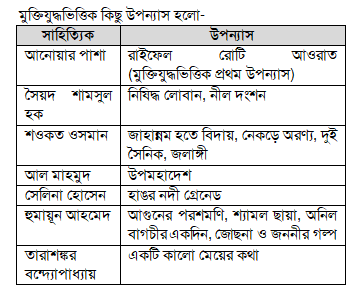 মুক্তিযুদ্ধভিত্তিক কিছু উপন্যাস হলো-
সাহিত্যিক উপন্যাস
আনোয়ার পাশা রাইফেল রোটি আওরাত
(মুক্তিযুদ্ধভিত্তিক প্রথম উপন্যাস)
সৈয়দ শামসুল নিষিদ্ধ লোবান, নীল দংশন
হক
শওকত ওসমান জাহান্নম হতে বিদায়, নেকড়ে অরণ্য, দুই
সৈনিক, জলাঙ্গী
আল মাহমুদ উপমহাদেশ
সেলিনা হোসেন হাঙর নদী গ্রেনেড
হুমায়ূন আহমেদ আগুনের পরশমণি, শ্যামল ছায়া, অনিল
বাগচীর একদিন, জোছনা ও জননীর গল্প
তারাশঙ্কর একটি কালো মেয়ের কথা
বন্দ্যোপাধ্যায়